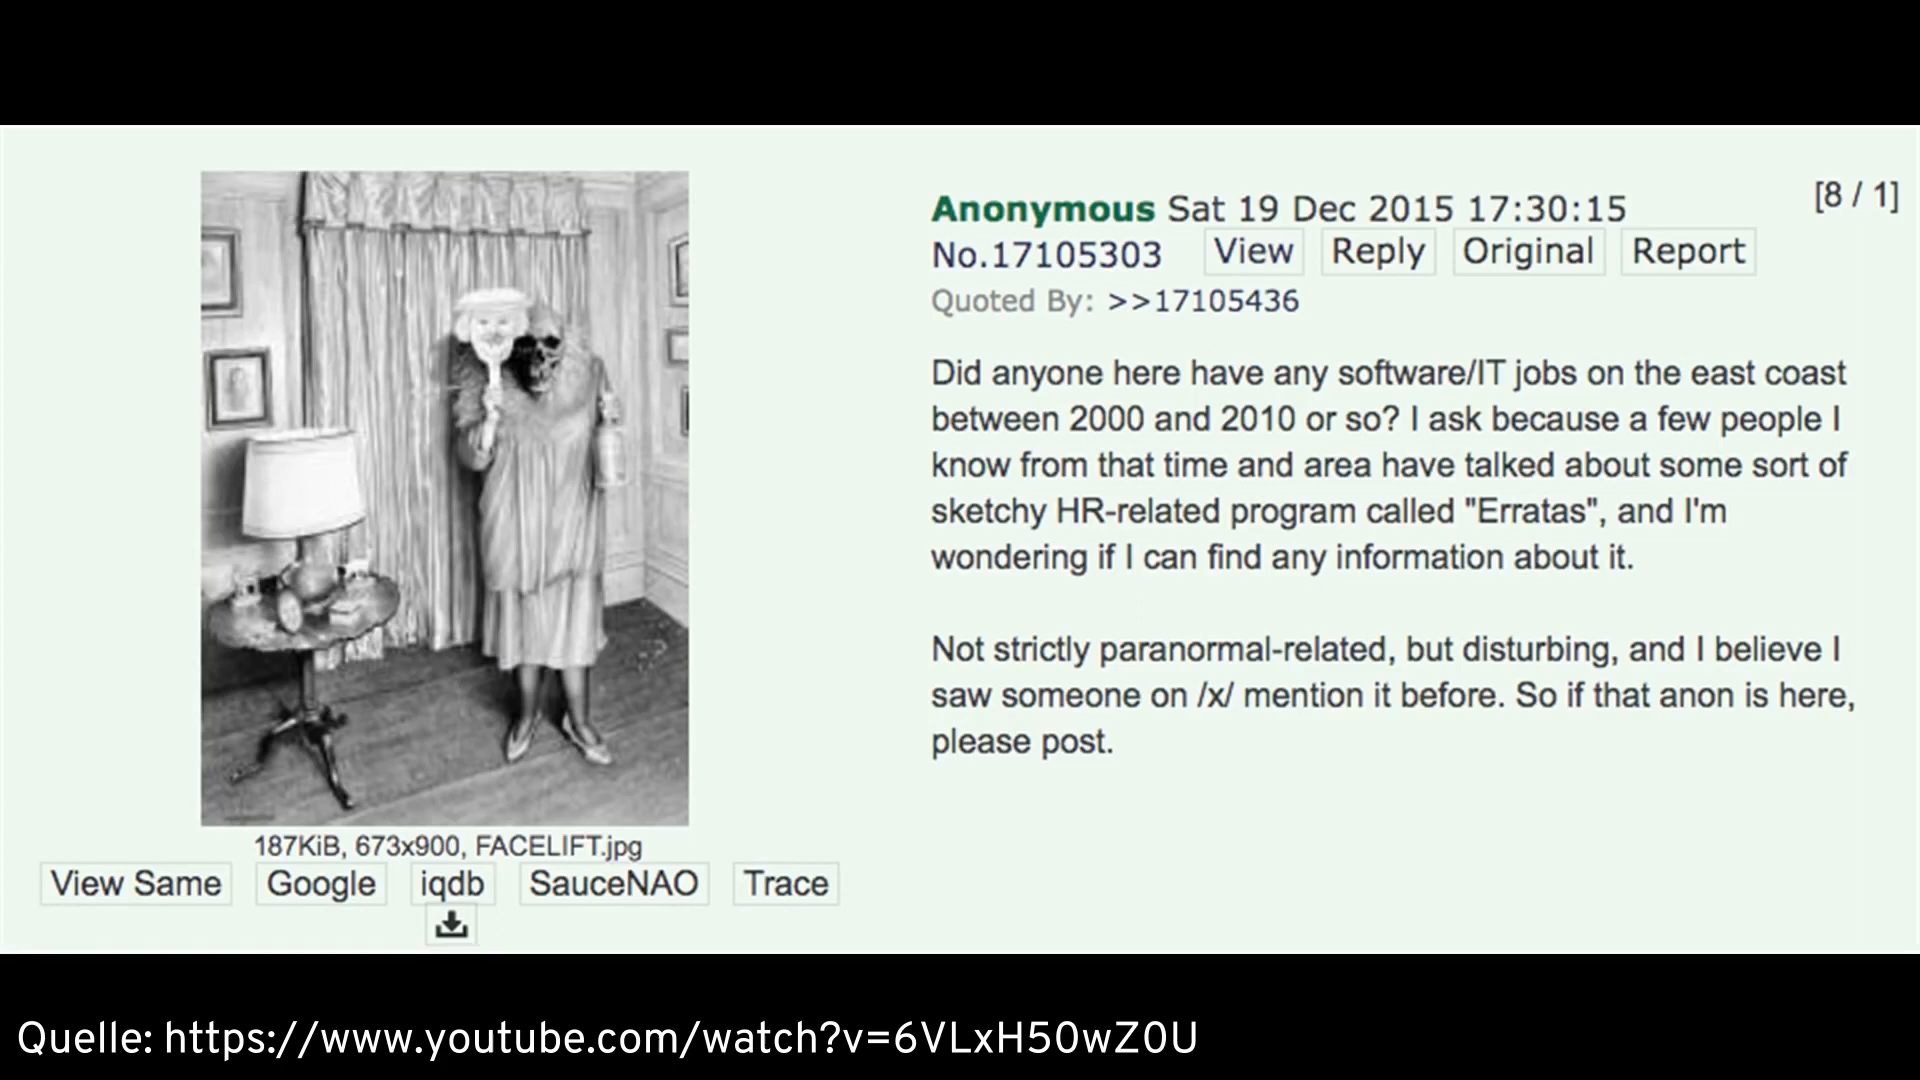 Anonymous Sat 19 Dec 2015 17:30:15
[8 / 1]
No.17105303 View Reply Original Report
Quoted By: >>17105436
Did anyone here have any software/IT jobs on the east coast
between 2000 and 2010 or so? I ask because a few people I
know from that time and area have talked about some sort of
sketchy HR-related program called "Erratas", and I'm
wondering if I can find any information about it.
Not strictly paranormal-related, but disturbing, and I believe I
saw someone on /x/ mention it before. So if that anon is here,
please post.
187KiB, 673x900, FACELIFT.jpg
View Same Google iqdb SauceNAO Trace
Quelle: https://www.youtube.com/watch?v=6VLxH50wZ0U